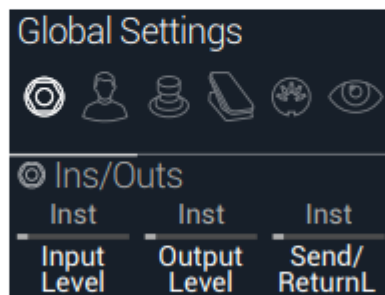 Global Settings
Ins/Outs
Inst Inst Inst
Input Output Send/
Level Level ReturnL